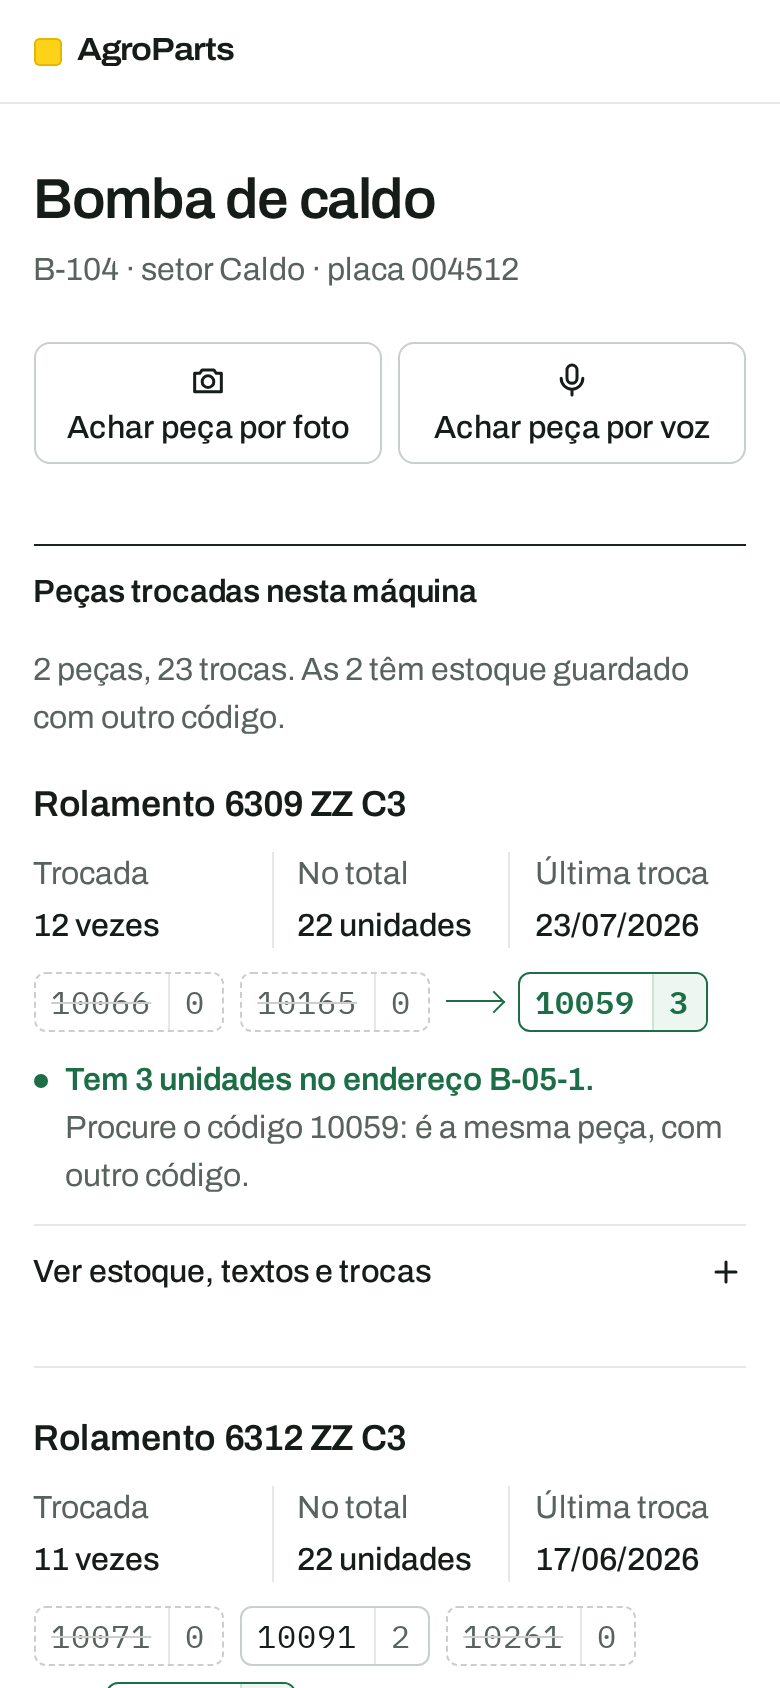 AgroParts
Bomba de caldo
B-104 · setor Caldo · placa 004512
Achar peça por foto
Achar peça por voz
Peças trocadas nesta máquina
2 peças, 23 trocas. As 2 têm estoque guardado
com outro código.
Rolamento 6309 ZZ C3
Trocada No total Última troca
12 vezes 22 unidades 23/07/2026
10066 0 10165 0 → 10059 3
Tem 3 unidades no endereço B-05-1.
Procure o código 10059: é a mesma peça, com
outro código.
Ver estoque, textos e trocas +
Rolamento 6312 ZZ C3
Trocada No total Última troca
11 vezes 22 unidades 17/06/2026
10071 0 10091 2 10261 0